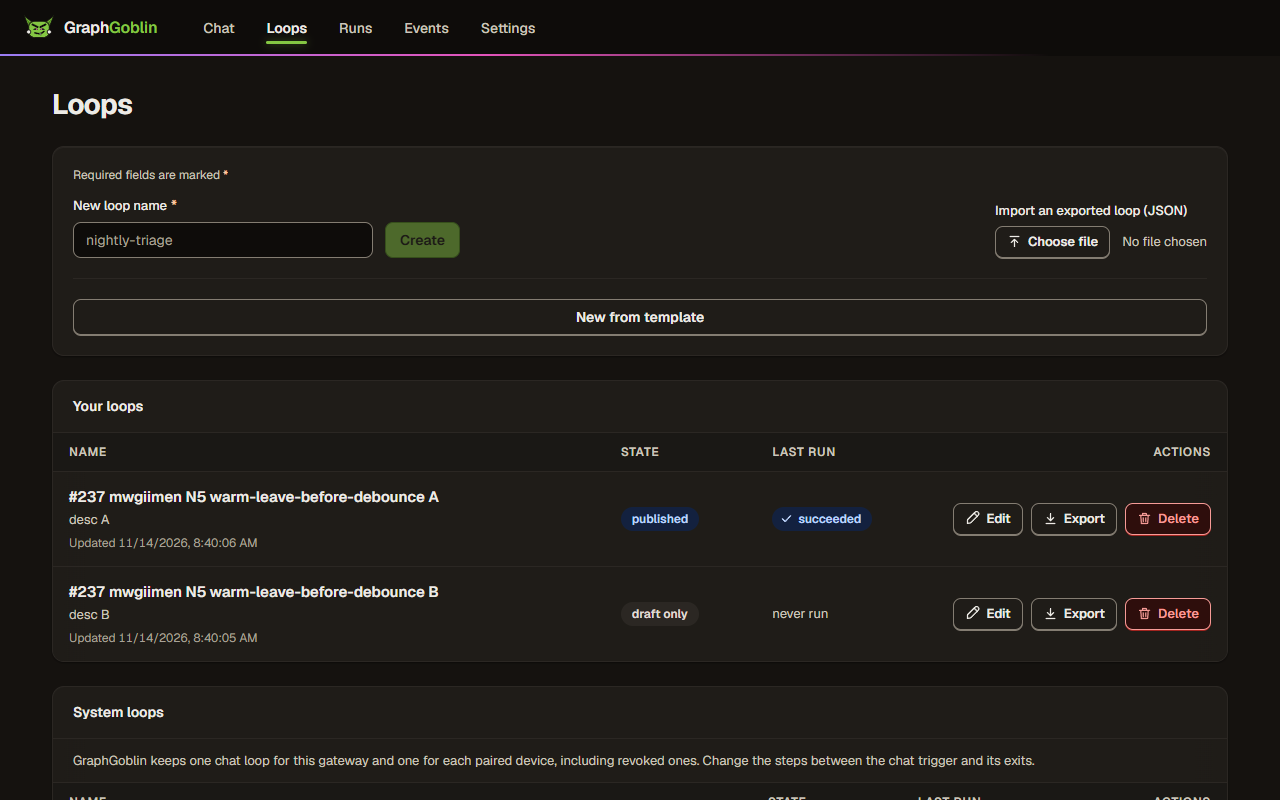 GraphGoblin Chat Loops Runs Events Settings
Loops
Required fields are marked *
New loop name *
Import an exported loop (JSON)
nightly-triage Create
Choose file No file chosen
New from template
Your loops
NAME STATE LAST RUN ACTIONS
#237 mwgiimen N5 warm-leave-before-debounce A
desc A
published succeeded Edit Export Delete
Updated 11/14/2026, 8:40:06 AM
#237 mwgiimen N5 warm-leave-before-debounce B
desc B
draft only never run Edit Export Delete
Updated 11/14/2026, 8:40:05 AM
System loops
GraphGoblin keeps one chat loop for this gateway and one for each paired device, including revoked ones. Change the steps between the chat trigger and its exits.
NAME STATE LAST RUN ACTIONS